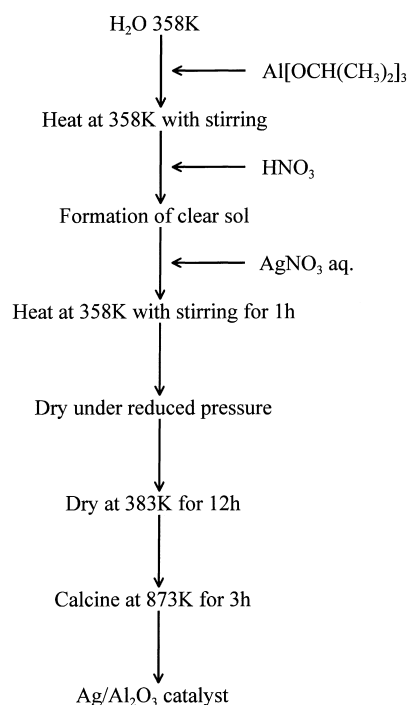 H₂O 358K
Al[OCH(CH₃)₂]₃
Heat at 358K with stirring
HNO₃
Formation of clear sol
AgNO₃ aq.
Heat at 358K with stirring for 1h
Dry under reduced pressure
Dry at 383K for 12h
Calcine at 873K for 3h
Ag/Al₂O₃ catalyst